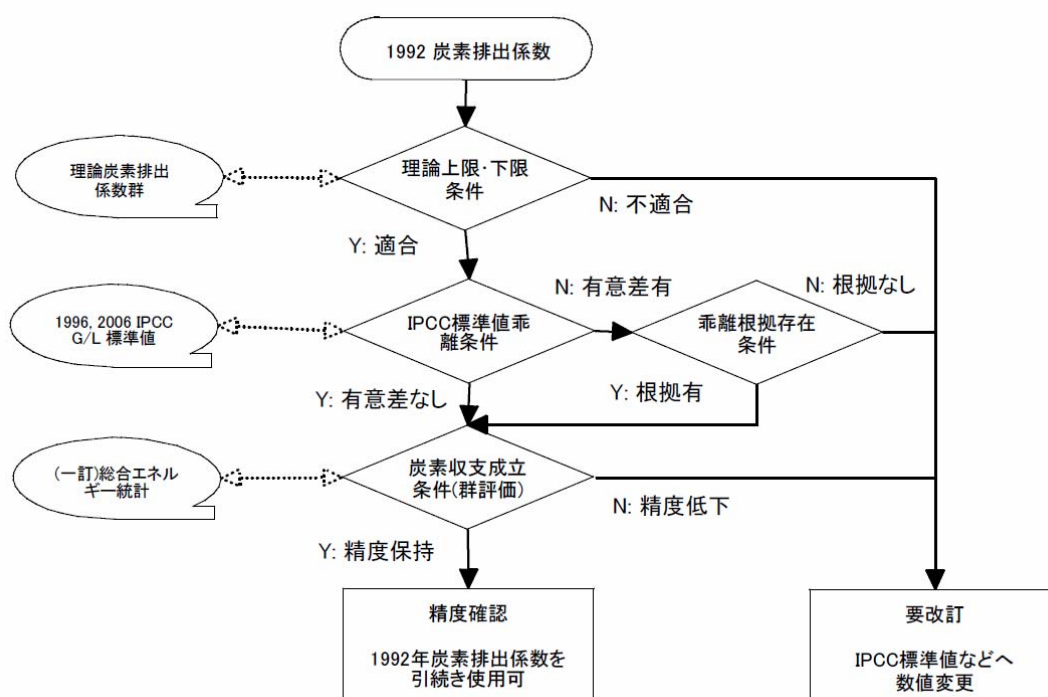 1992 炭素排出係数
理論炭素排出
係数群
理論上限・下限
条件
N: 不適合
Y: 適合
N: 有意差有
N: 根拠なし
1996, 2006 IPCC
G/L 標準値
IPCC標準値乖
離条件
乖離根拠存在
条件
Y: 有意差なし
Y: 根拠有
(一訂)総合エネル
ギー統計
炭素収支成立
条件(群評価)
N: 精度低下
Y: 精度保持
精度確認
1992年炭素排出係数を
引続き使用可
要改訂
IPCC標準値などへ
数値変更